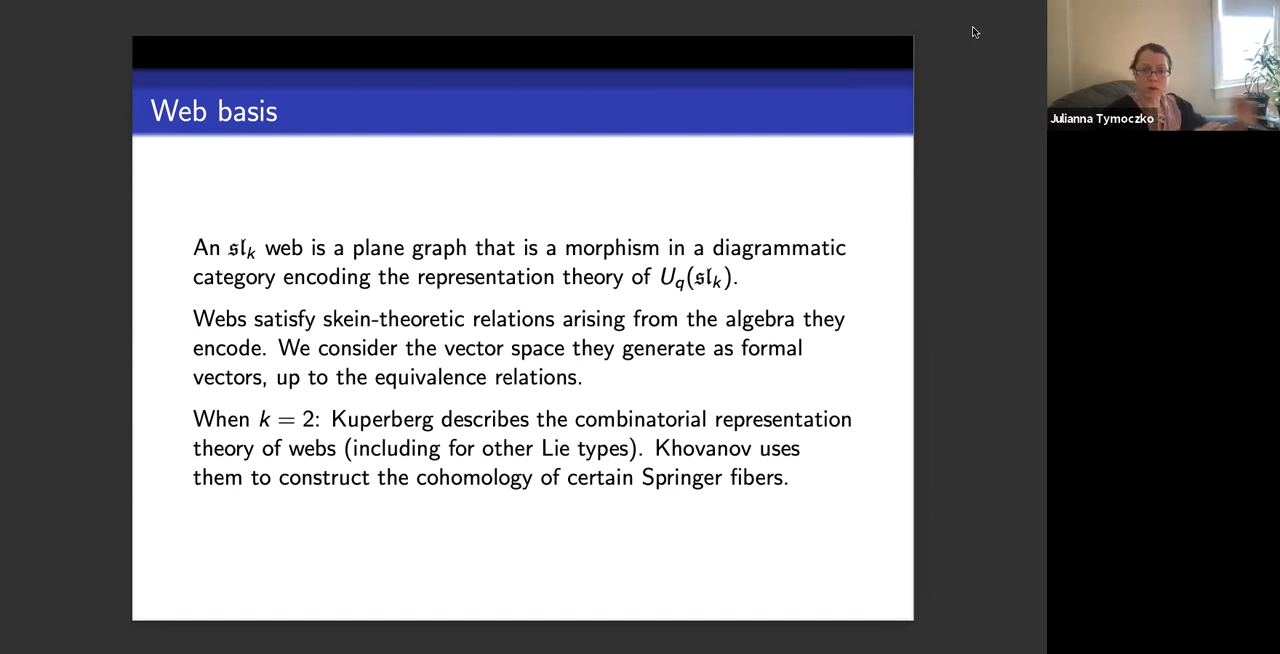 Web basis
An 𝔰𝔩ₖ web is a plane graph that is a morphism in a diagrammatic
category encoding the representation theory of U_q(𝔰𝔩ₖ).
Webs satisfy skein-theoretic relations arising from the algebra they
encode. We consider the vector space they generate as formal
vectors, up to the equivalence relations.
When k = 2: Kuperberg describes the combinatorial representation
theory of webs (including for other Lie types). Khovanov uses
them to construct the cohomology of certain Springer fibers.
Julianna Tymoczko